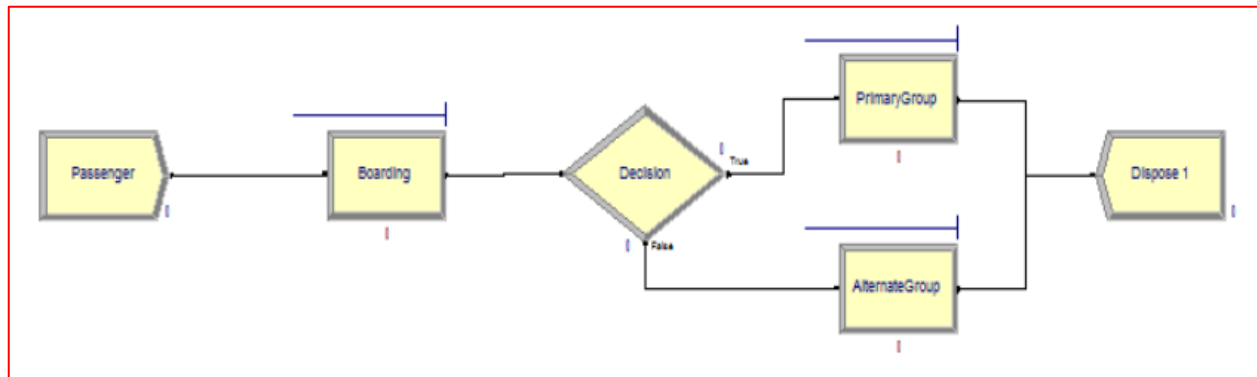 Passenger
Boarding
Decision
True
False
PrimaryGroup
AlternateGroup
Dispose 1